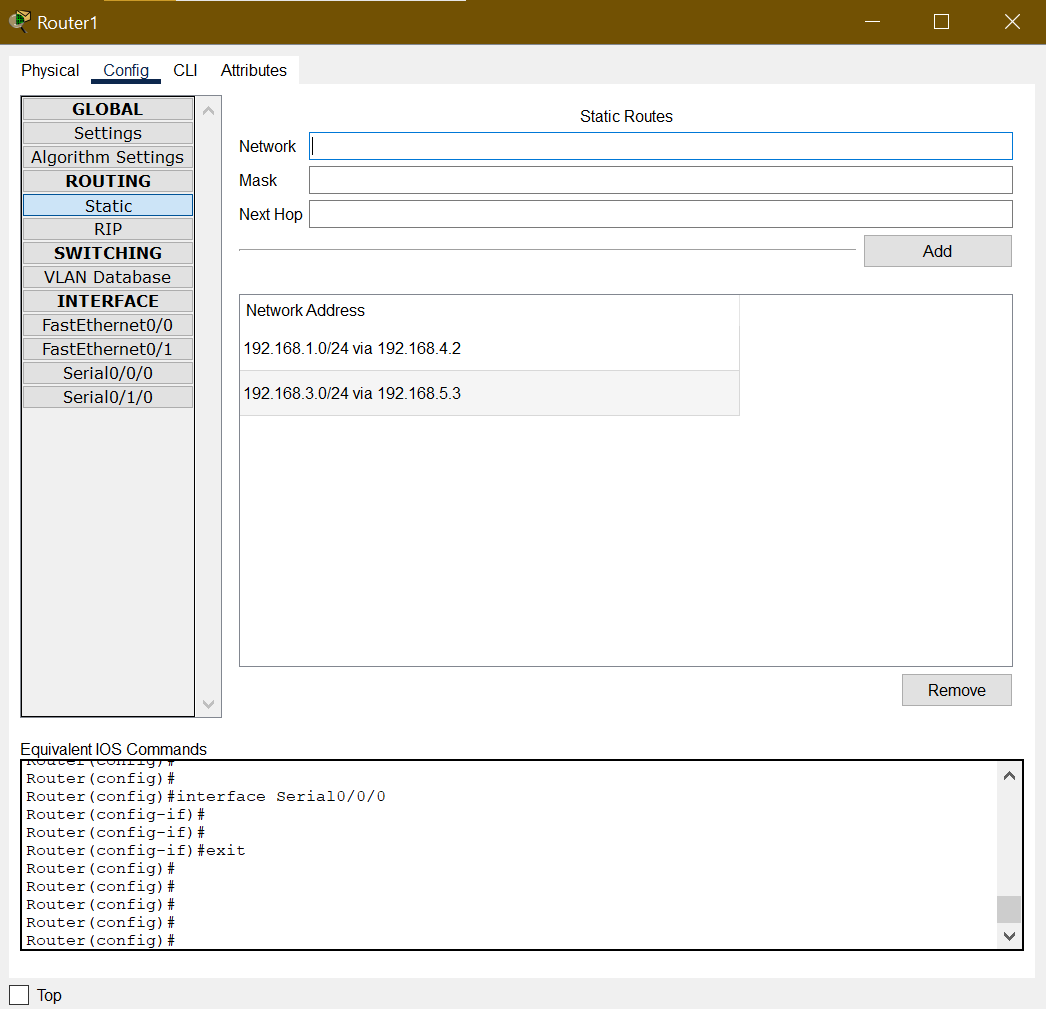 Router1
Physical Config CLI Attributes
GLOBAL
Settings
Algorithm Settings
ROUTING
Static
RIP
SWITCHING
VLAN Database
INTERFACE
FastEthernet0/0
FastEthernet0/1
Serial0/0/0
Serial0/1/0
Static Routes
Network
Mask
Next Hop
Add
Network Address
192.168.1.0/24 via 192.168.4.2
192.168.3.0/24 via 192.168.5.3
Remove
Equivalent IOS Commands
Router(config)#
Router(config)#
Router(config)#interface Serial0/0/0
Router(config-if)#
Router(config-if)#
Router(config-if)#exit
Router(config)#
Router(config)#
Router(config)#
Router(config)#
Router(config)#
Top